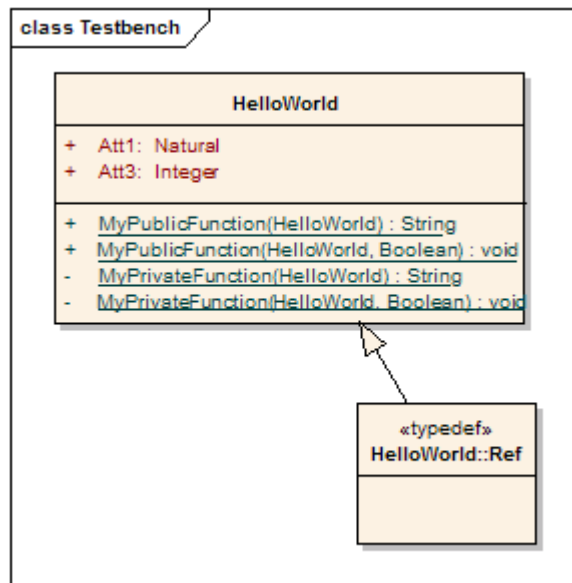 class Testbench
HelloWorld
+ Att1: Natural
+ Att3: Integer
+ MyPublicFunction(HelloWorld) : String
+ MyPublicFunction(HelloWorld, Boolean) : void
- MyPrivateFunction(HelloWorld) : String
- MyPrivateFunction(HelloWorld, Boolean) : void
«typedef»
HelloWorld::Ref